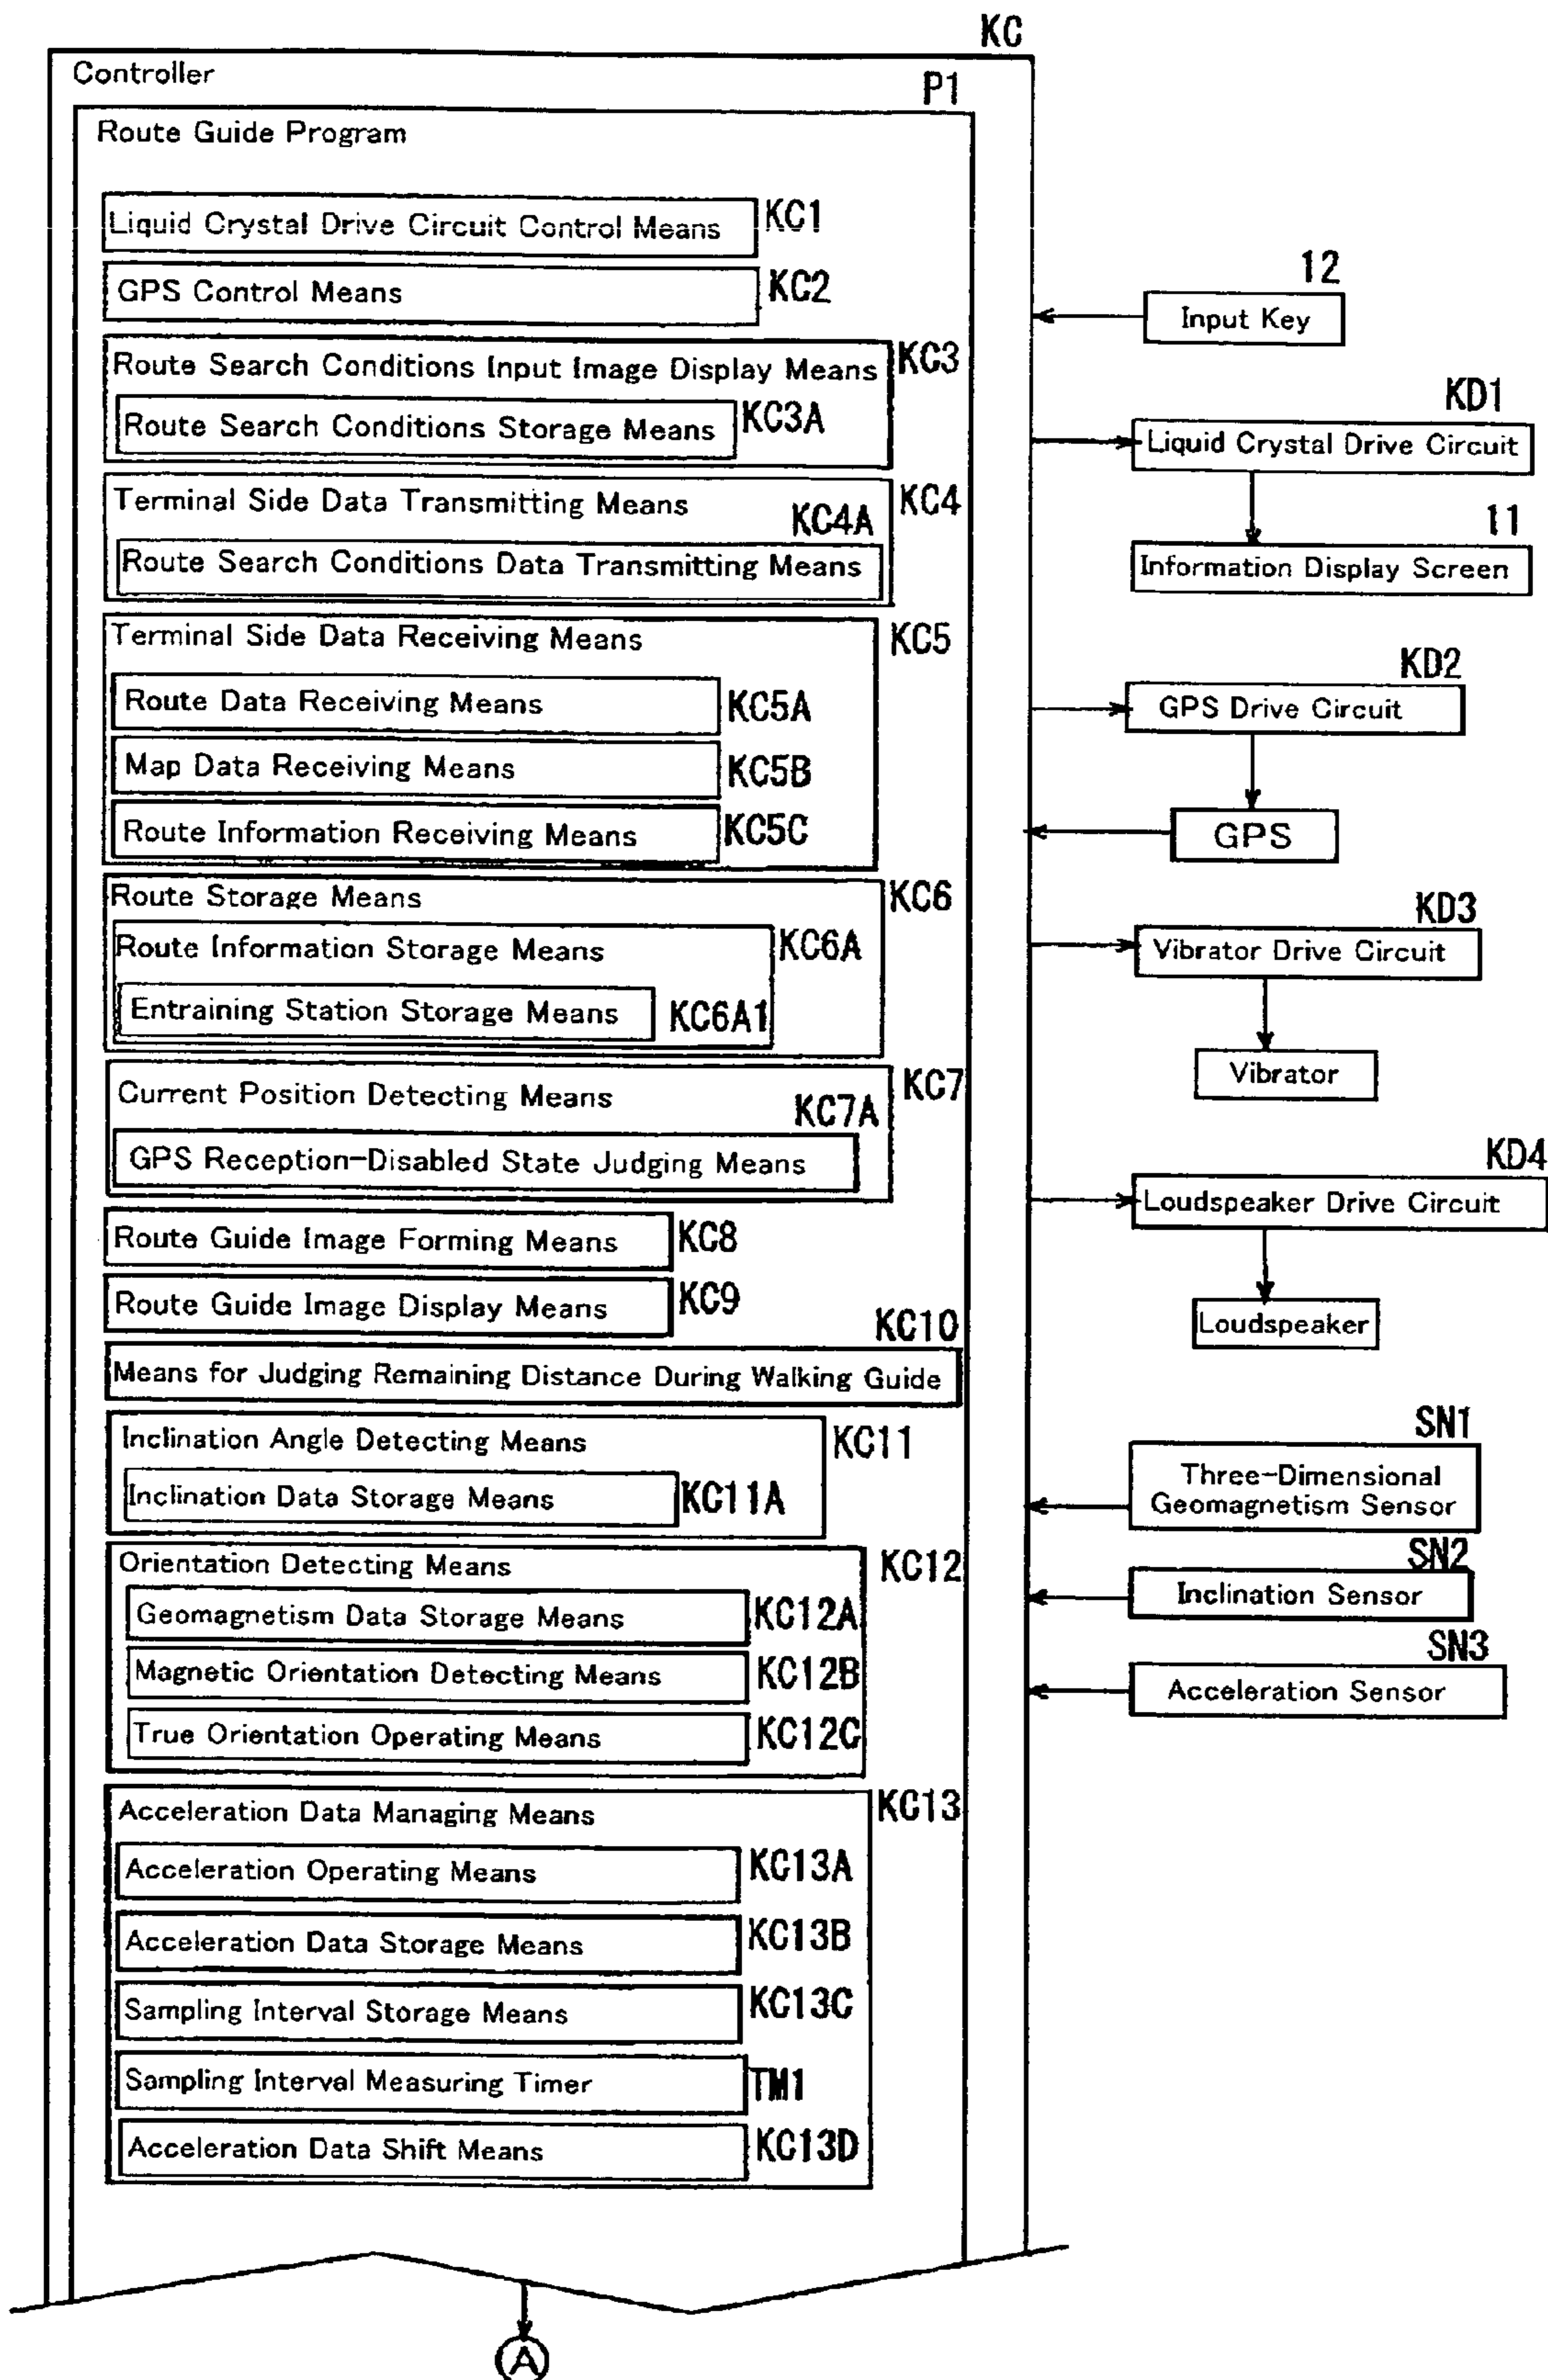 KC
Controller
P1
Route Guide Program
Liquid Crystal Drive Circuit Control Means
KC1
GPS Control Means
KC2
Route Search Conditions Input Image Display Means
KC3
Route Search Conditions Storage Means
KC3A
Terminal Side Data Transmitting Means
KC4
KC4A
Route Search Conditions Data Transmitting Means
Terminal Side Data Receiving Means
KC5
Route Data Receiving Means
KC5A
Map Data Receiving Means
KC5B
Route Information Receiving Means
KC5C
Route Storage Means
KC6
Route Information Storage Means
KC6A
Entraining Station Storage Means
KC6A1
Current Position Detecting Means
KC7
KC7A
GPS Reception-Disabled State Judging Means
Route Guide Image Forming Means
KC8
Route Guide Image Display Means
KC9
KC10
Means for Judging Remaining Distance During Walking Guide
Inclination Angle Detecting Means
KC11
Inclination Data Storage Means
KC11A
Orientation Detecting Means
KC12
Geomagnetism Data Storage Means
KC12A
Magnetic Orientation Detecting Means
KC12B
True Orientation Operating Means
KC12C
Acceleration Data Managing Means
KC13
Acceleration Operating Means
KC13A
Acceleration Data Storage Means
KC13B
Sampling Interval Storage Means
KC13C
Sampling Interval Measuring Timer
TM1
Acceleration Data Shift Means
KC13D
A
12
Input Key
KD1
Liquid Crystal Drive Circuit
11
Information Display Screen
KD2
GPS Drive Circuit
GPS
KD3
Vibrator Drive Circuit
Vibrator
KD4
Loudspeaker Drive Circuit
Loudspeaker
SN1
Three-Dimensional
Geomagnetism Sensor
SN2
Inclination Sensor
SN3
Acceleration Sensor